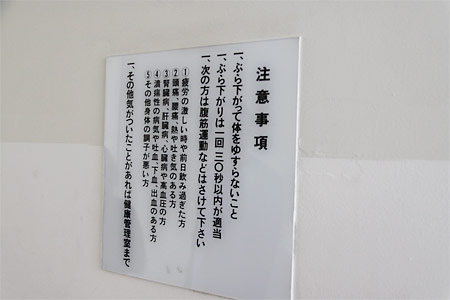 注意事項
一、ぶら下がって体をゆすらないこと
一、ぶら下がりは一回 三〇秒以内が適当
一、次の方は腹筋運動などはさけて下さい
①疲労の激しい時や前日飲み過ぎた方
②頭痛、腰痛、熱や吐き気のある方
③腎臓病、肝臓病、心臓病や高血圧の方
④潰瘍性の病気や吐血、下血、出血のある方
⑤その他身体の調子が悪い方
一、その他気がついたことがあれば健康管理室まで